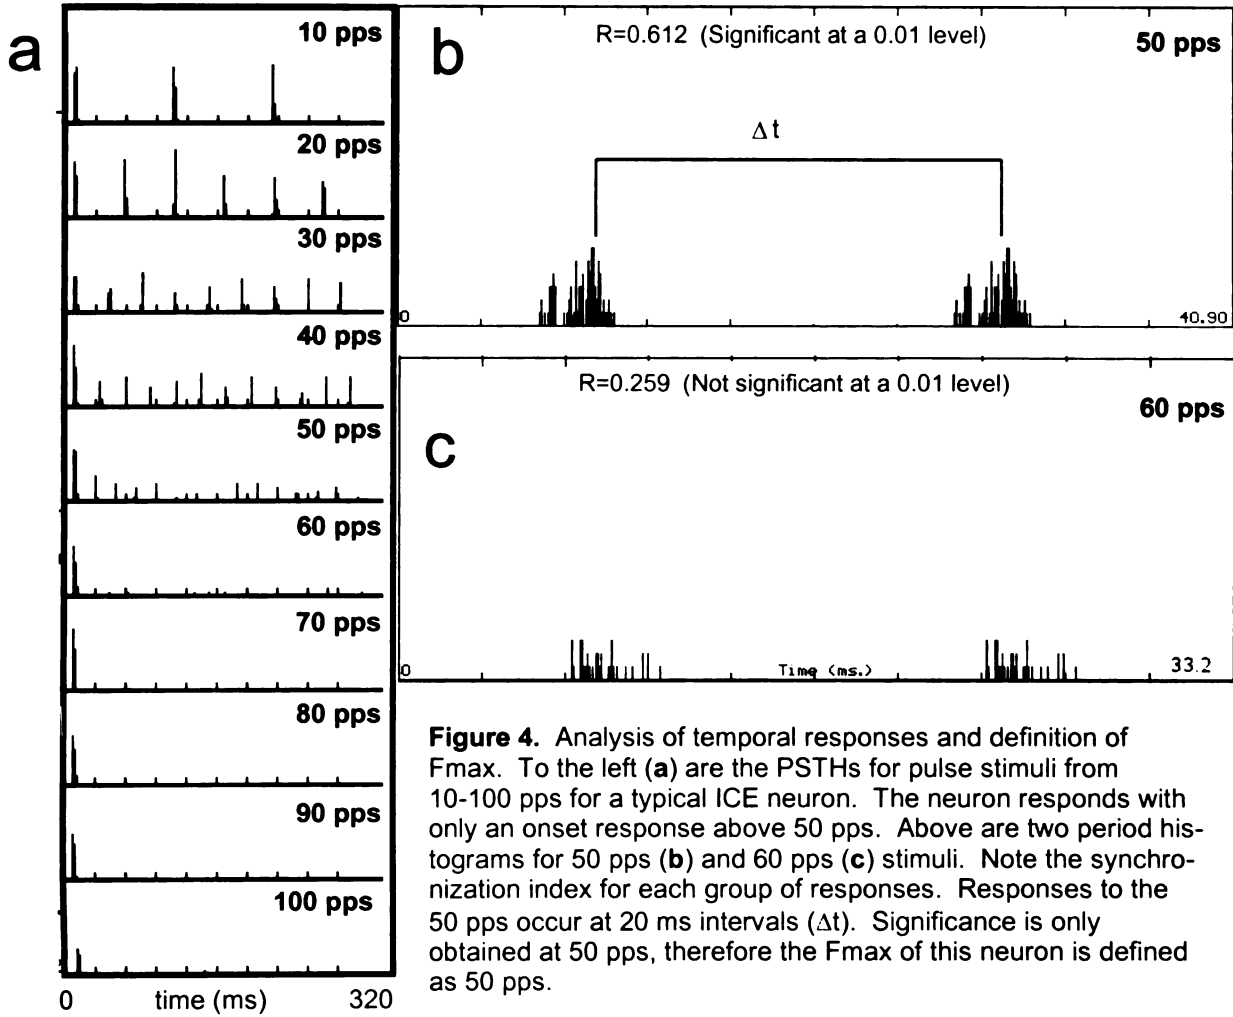 a
10 pps
20 pps
30 pps
40 pps
50 pps
60 pps
70 pps
80 pps
90 pps
100 pps
0 time (ms) 320
b
R=0.612 (Significant at a 0.01 level)
50 pps
Δt
0
40.90
R=0.259 (Not significant at a 0.01 level)
60 pps
c
0
Time (ms.)
33.2
Figure 4. Analysis of temporal responses and definition of
Fmax. To the left (a) are the PSTHs for pulse stimuli from
10-100 pps for a typical ICE neuron. The neuron responds with
only an onset response above 50 pps. Above are two period his-
tograms for 50 pps (b) and 60 pps (c) stimuli. Note the synchro-
nization index for each group of responses. Responses to the
50 pps occur at 20 ms intervals (Δt). Significance is only
obtained at 50 pps, therefore the Fmax of this neuron is defined
as 50 pps.